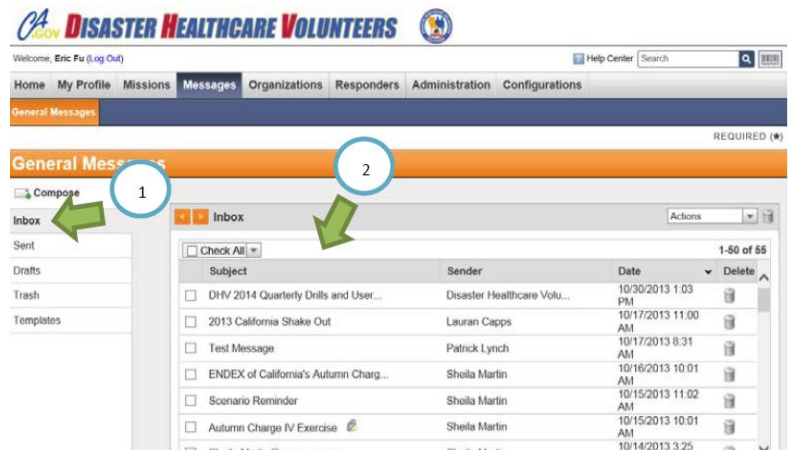 CA.GOV DISASTER HEALTHCARE VOLUNTEERS
Welcome, Eric Fu (Log Out) Help Center Search
Home My Profile Missions Messages Organizations Responders Administration Configurations
General Messages
REQUIRED (★)
General Messages
Compose
1
2
Inbox
Sent
Drafts
Trash
Templates
Inbox Actions
Check All 1-50 of 55
Subject Sender Date Delete
DHV 2014 Quarterly Drills and User... Disaster Healthcare Volu... 10/30/2013 1:03 PM
2013 California Shake Out Lauran Capps 10/17/2013 11:00 AM
Test Message Patrick Lynch 10/17/2013 8:31 AM
ENDEX of California's Autumn Charg... Sheila Martin 10/16/2013 10:01 AM
Scenario Reminder Sheila Martin 10/15/2013 11:02 AM
Autumn Charge IV Exercise Sheila Martin 10/15/2013 10:01 AM
10/14/2013 3:25